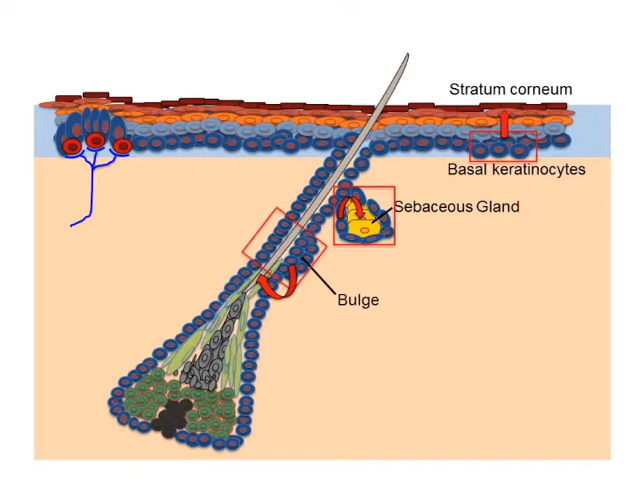 Stratum corneum
Basal keratinocytes
Sebaceous Gland
Bulge